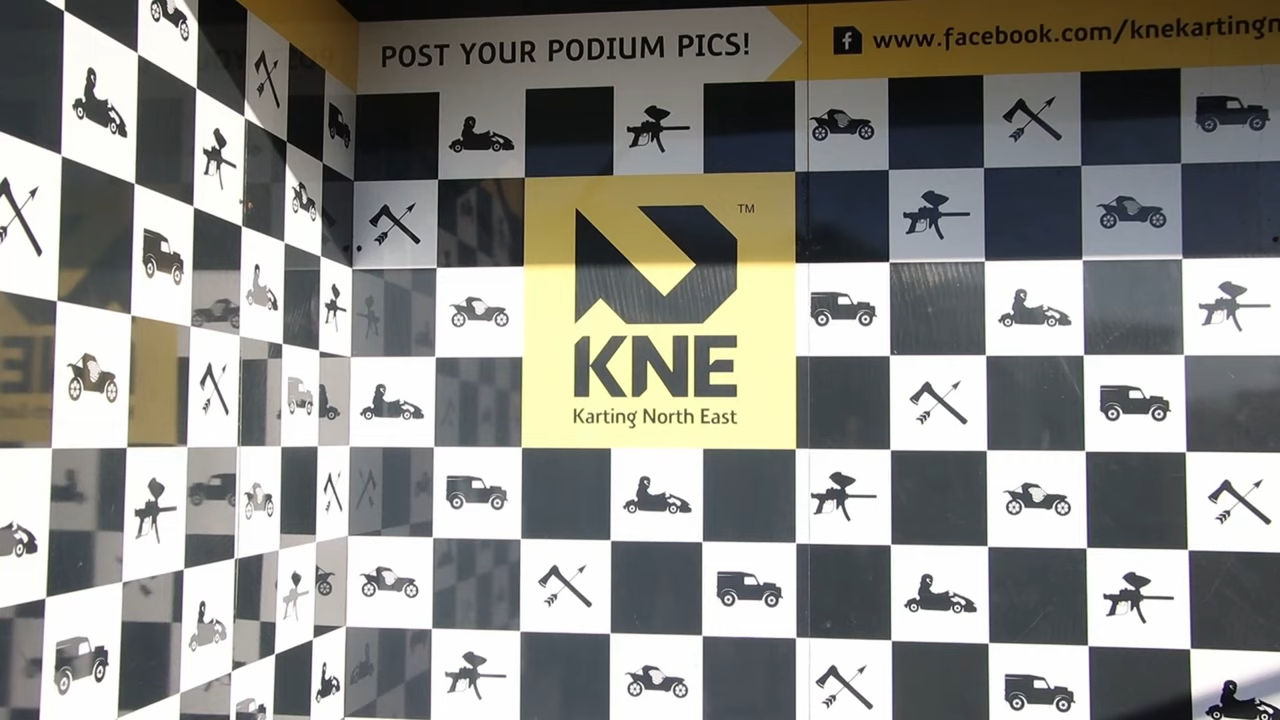 POST YOUR PODIUM PICS!
www.facebook.com/knekartingn
TM
KNE
Karting North East